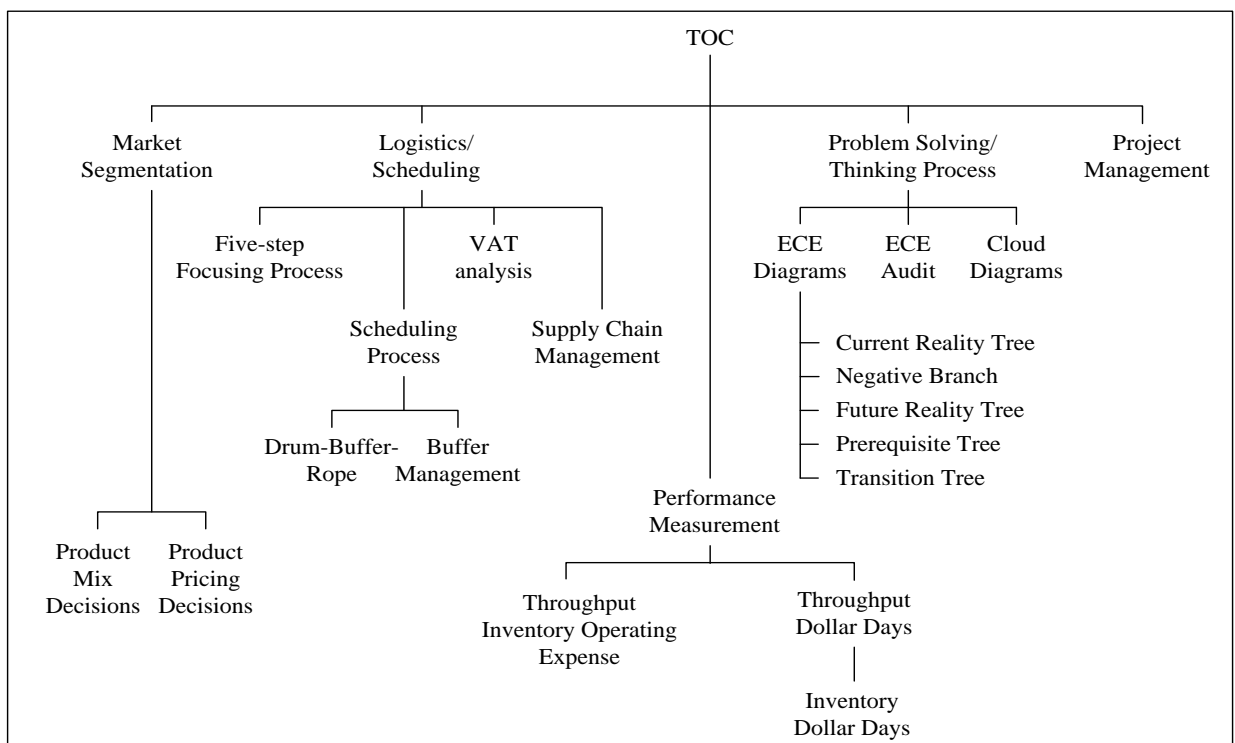 TOC
Market
Segmentation
Logistics/
Scheduling
Problem Solving/
Thinking Process
Project
Management
Five-step
Focusing Process
VAT
analysis
ECE
Diagrams
ECE
Audit
Cloud
Diagrams
Scheduling
Process
Supply Chain
Management
Current Reality Tree
Negative Branch
Future Reality Tree
Prerequisite Tree
Transition Tree
Drum-Buffer-
Rope
Buffer
Management
Performance
Measurement
Product
Mix
Decisions
Product
Pricing
Decisions
Throughput
Inventory Operating
Expense
Throughput
Dollar Days
Inventory
Dollar Days